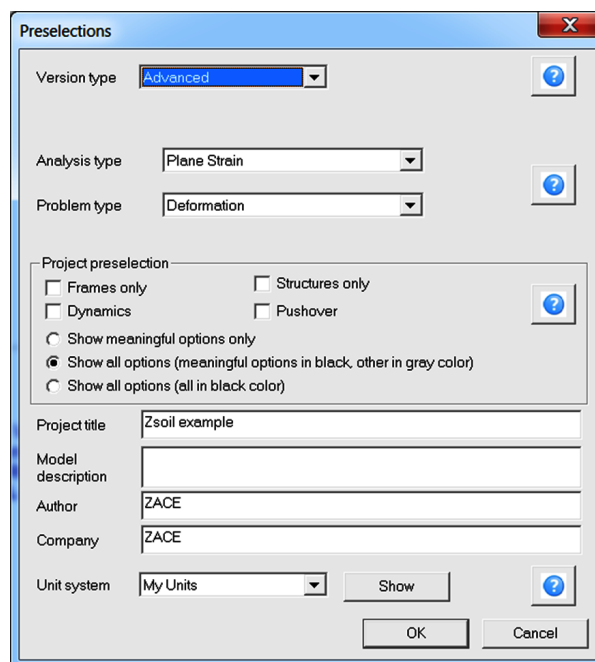 Preselections
Version type Advanced
Analysis type Plane Strain
Problem type Deformation
Project preselection
Frames only Structures only
Dynamics Pushover
Show meaningful options only
Show all options (meaningful options in black, other in gray color)
Show all options (all in black color)
Project title Zsoil example
Model
description
Author ZACE
Company ZACE
Unit system My Units Show
OK Cancel